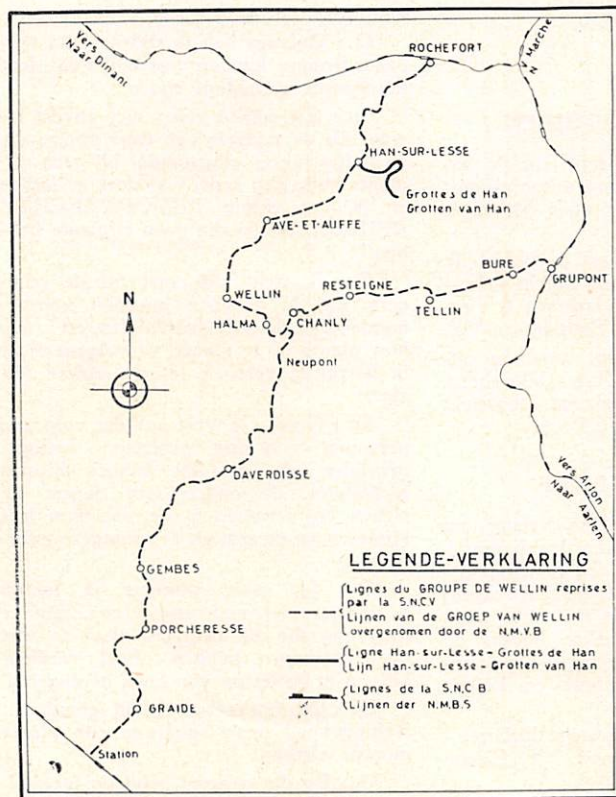 Vers
Naar Dinant
ROCHEFORT
V. Marche
N
HAN-SUR-LESSE
Grottes de Han
Grotten van Han
AVE-ET-AUFFE
BURE
GRUPONT
RESTEIGNE
TELLIN
WELLIN
HALMA
CHANLY
N
Neupont
DAVERDISSE
Vers Arlon
Naar Aarlen
GEMBES
PORCHERESSE
GRAIDE
Station
LEGENDE-VERKLARING
Lignes du GROUPE DE WELLIN reprises
par la S.N.C.V
Lijnen van de GROEP VAN WELLIN
overgenomen door de N.M.V.B
Ligne Han-sur-Lesse-Grottes de Han
Lijn Han-sur-Lesse-Grotten van Han
Lignes de la S.N.C.B
Lijnen der N.M.B.S